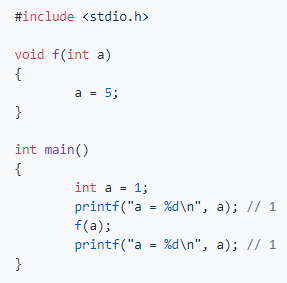 #include <stdio.h>
void f(int a)
{
a = 5;
}
int main()
{
int a = 1;
printf("a = %d\n", a); // 1
f(a);
printf("a = %d\n", a); // 1
}